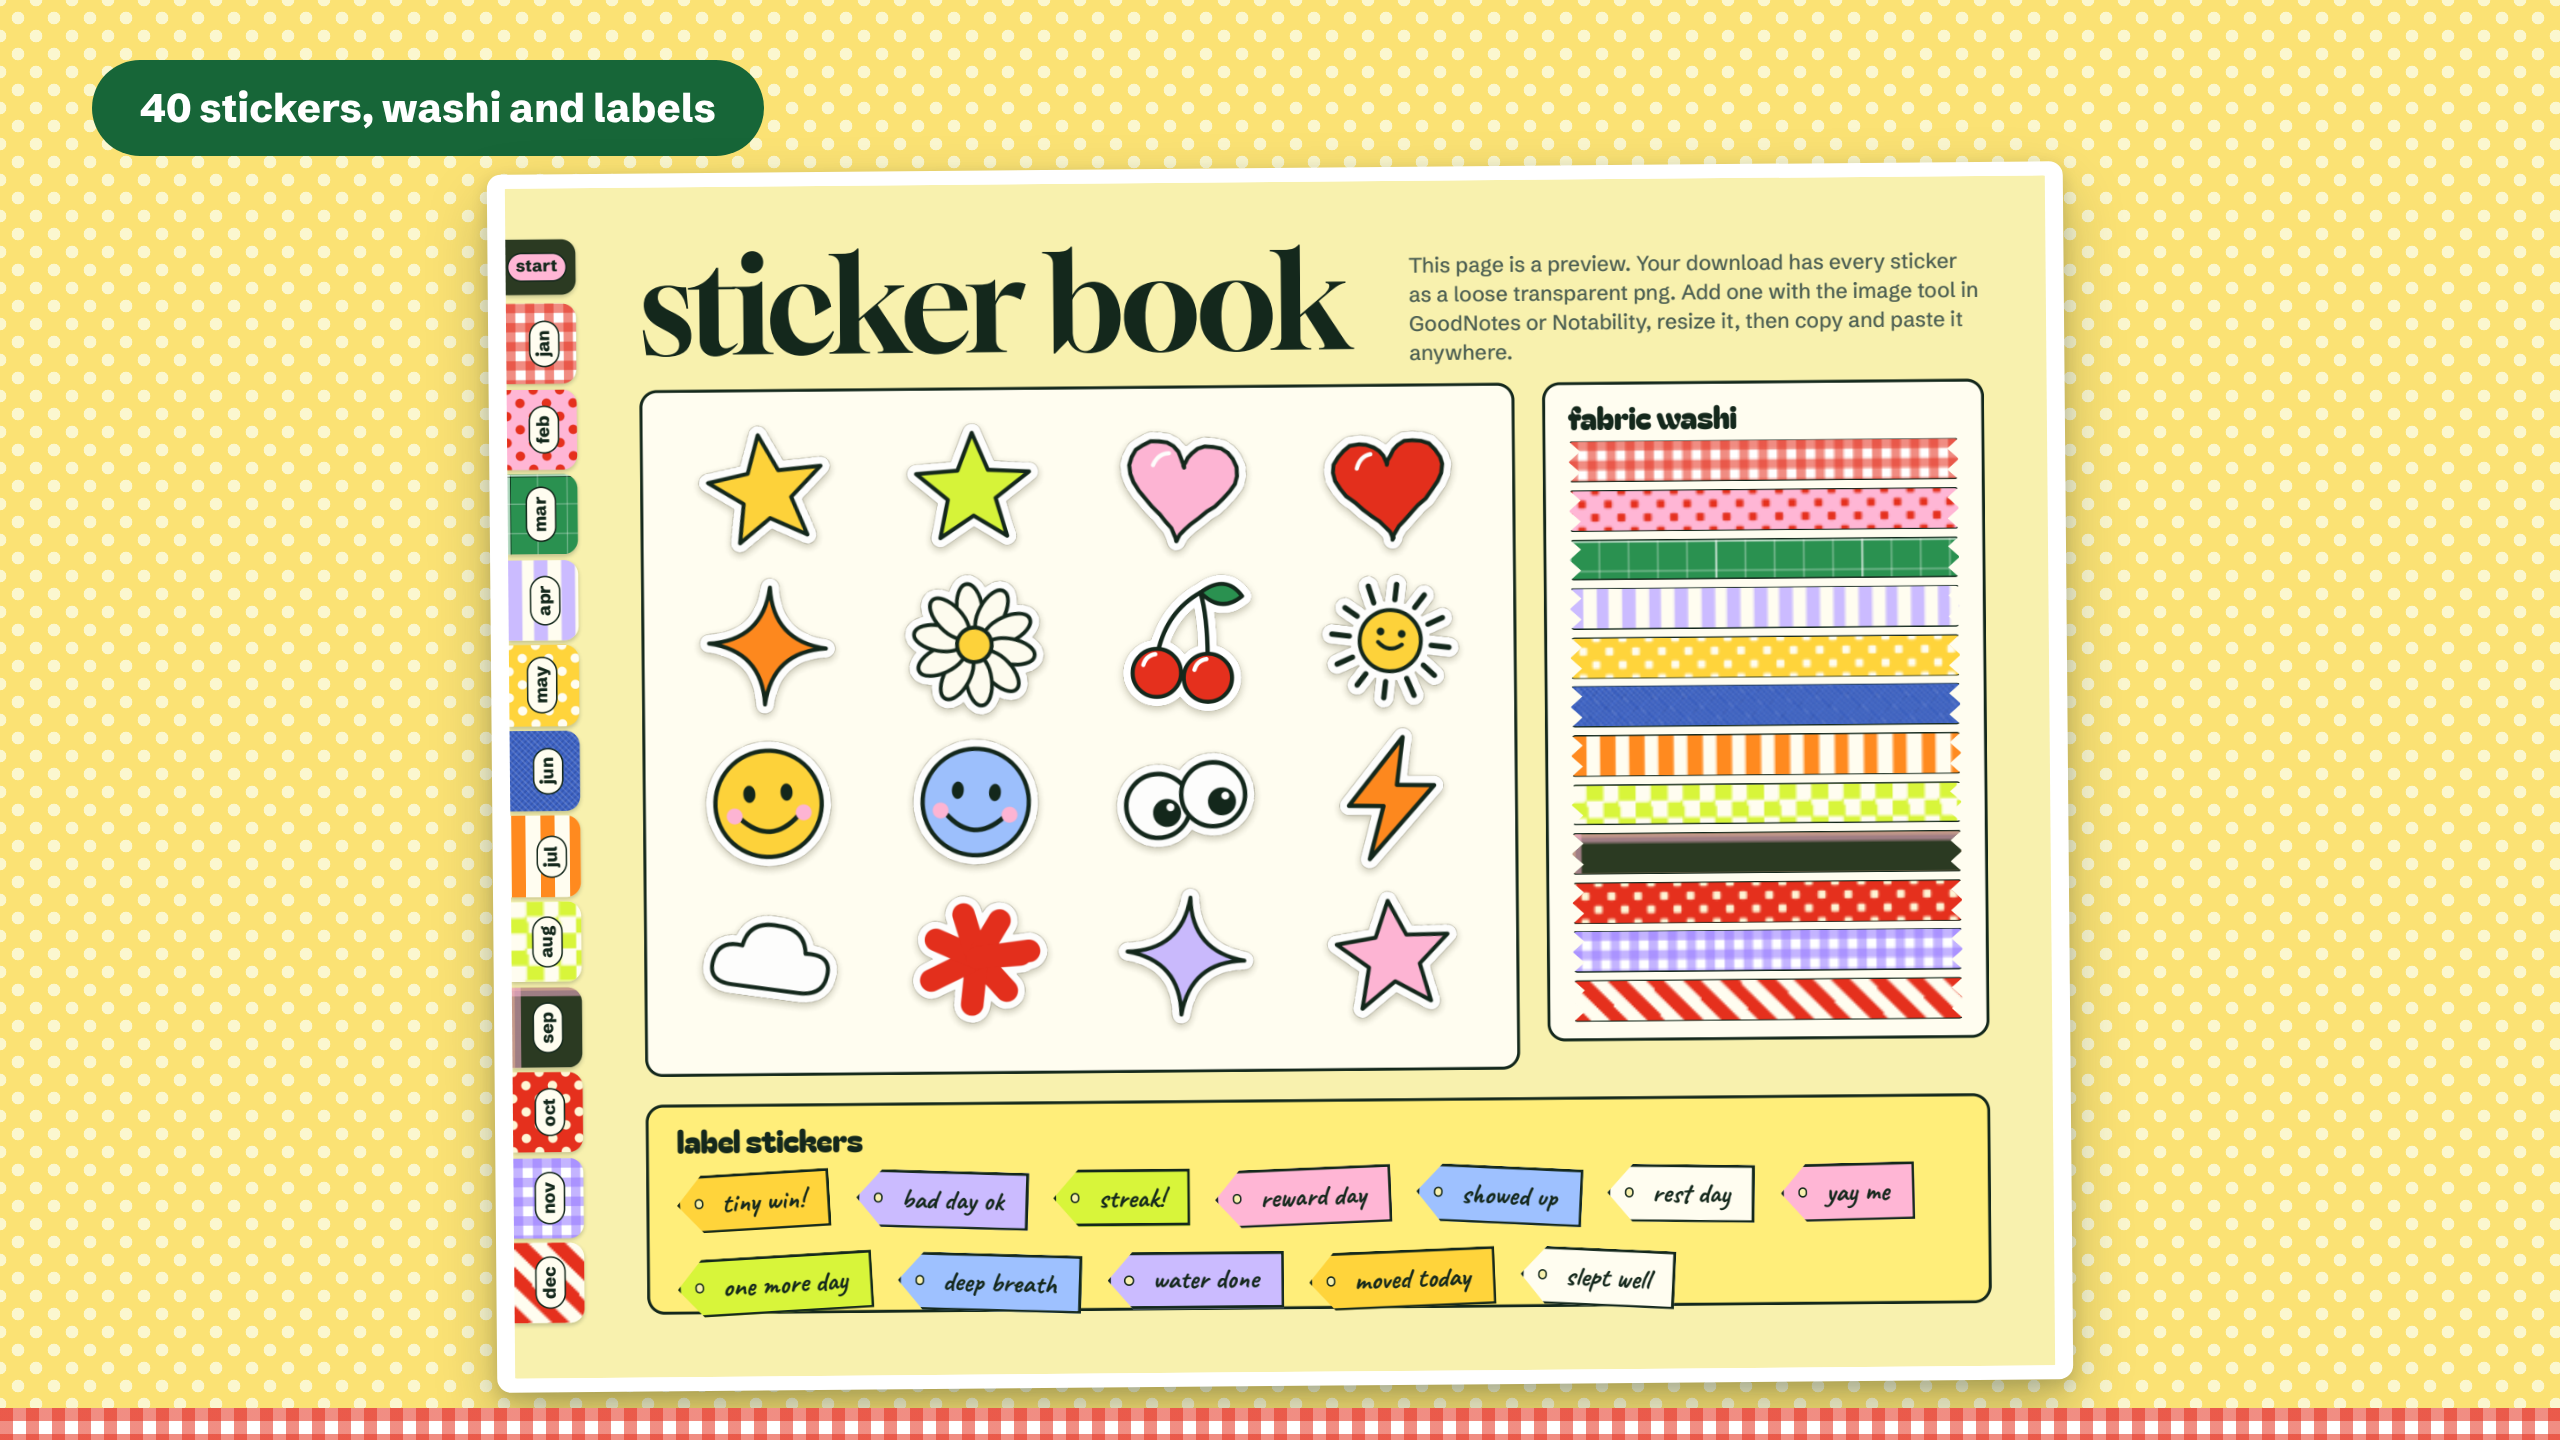 40 stickers, washi and labels
sticker book
This page is a preview. Your download has every sticker
as a loose transparent png. Add one with the image tool in
GoodNotes or Notability, resize it, then copy and paste it
anywhere.
start
jan
feb
mar
apr
may
jun
jul
aug
sep
oct
nov
dec
fabric washi
label stickers
tiny win!
bad day ok
streak!
reward day
showed up
rest day
yay me
one more day
deep breath
water done
moved today
slept well